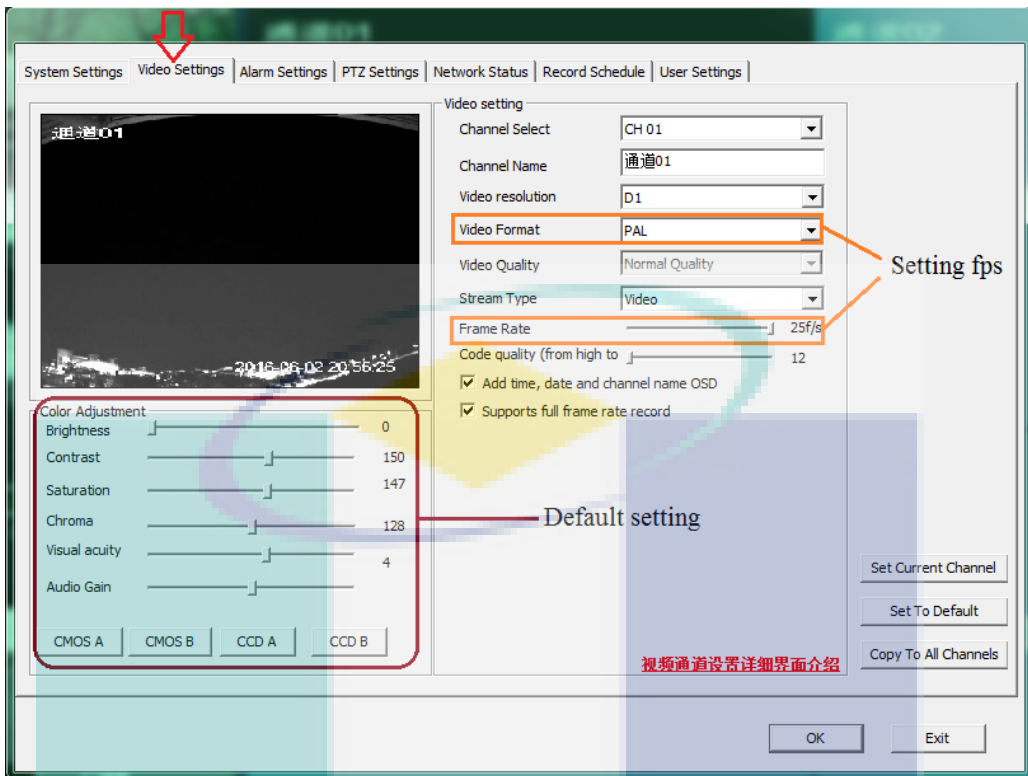 通道01
System Settings
Video Settings
Alarm Settings
PTZ Settings
Network Status
Record Schedule
User Settings
通道01
2016-06-02 20:56:25
Video setting
Channel Select
CH 01
Channel Name
通道01
Video resolution
D1
Video Format
PAL
Video Quality
Normal Quality
Stream Type
Video
Frame Rate
25f/s
Code quality (from high to
12
Add time, date and channel name OSD
Supports full frame rate record
Setting fps
Color Adjustment
Brightness
0
Contrast
150
Saturation
147
Chroma
128
Visual acuity
4
Audio Gain
CMOS A
CMOS B
CCD A
CCD B
Default setting
视频通道设置详细界面介绍
Set Current Channel
Set To Default
Copy To All Channels
OK
Exit